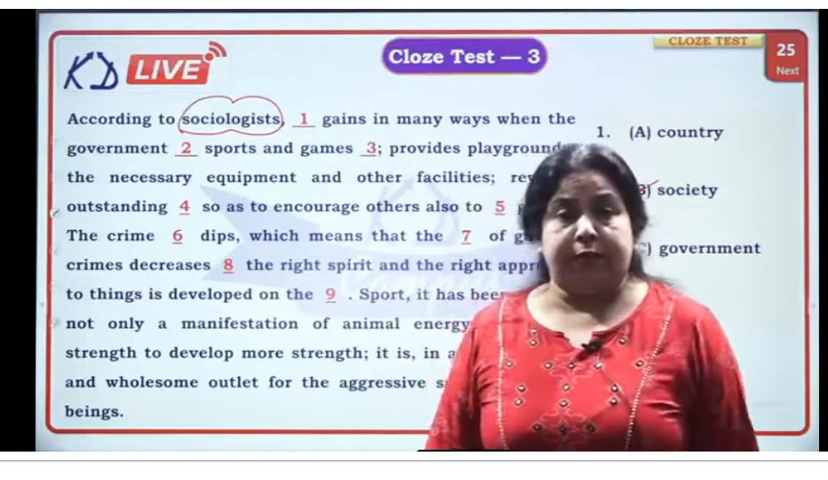 KD LIVE
Cloze Test — 3
CLOZE TEST
25
Next
According to sociologists, 1 gains in many ways when the
government 2 sports and games 3; provides playground
the necessary equipment and other facilities;
outstanding 4 so as to encourage others also to 5
The crime 6 dips, which means that the 7 of
crimes decreases 8 the right spirit and the right
to things is developed on the 9 . Sport, it has
not only a manifestation of animal energy
strength to develop more strength; it is, in a
and wholesome outlet for the aggressive
beings.
1. (A) country
society
) government